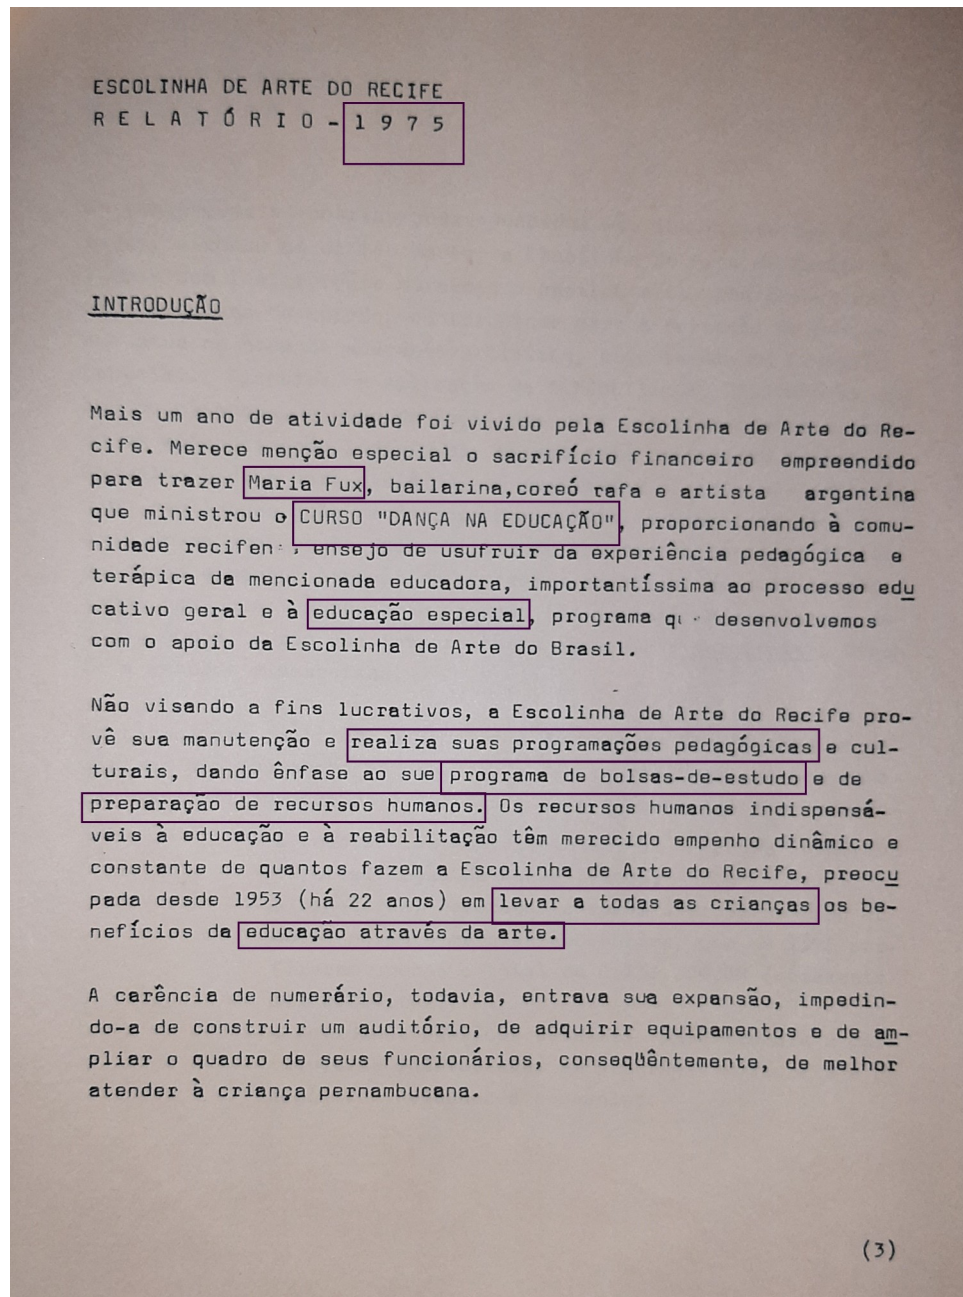 ESCOLINHA DE ARTE DO RECIFE
RELATÓRIO-1975
INTRODUÇÃO
Mais um ano de atividade foi vivido pela Escolinha de Arte do Re-
cife. Merece menção especial o sacrifício financeiro empreendido
para trazer Maria Fux, bailarina,coreó rafa e artista argentina
que ministrou o CURSO "DANÇA NA EDUCAÇÃO", proporcionando à comu-
nidade ensejo de usufruir da experiência pedagógica e
terápica da mencionada educadora, importantíssima ao processo edu
cativo geral e à educação especial, programa desenvolvemos
com o apoio da Escolinha de Arte do Brasil.
Não visando a fins lucrativos, a Escolinha de Arte do Recife pro-
vê sua manutenção e realiza suas programações pedagógicas e cul-
turais, dando ênfase ao sue programa de bolsas-de-estudo e de
preparação de recursos humanos. Os recursos humanos indispensá-
veis à educação e à reabilitação têm merecido empenho dinâmico e
constante de quantos fazem a Escolinha de Arte do Recife, preocu
pada desde 1953 (há 22 anos) em levar a todas as crianças os be-
nefícios da educação através da arte.
A carência de numerário, todavia, entrava sua expansão, impedin-
do-a de construir um auditório, de adquirir equipamentos e de am-
pliar o quadro de seus funcionários, conseqüêntemente, de melhor
atender à criança pernambucana.
(3)